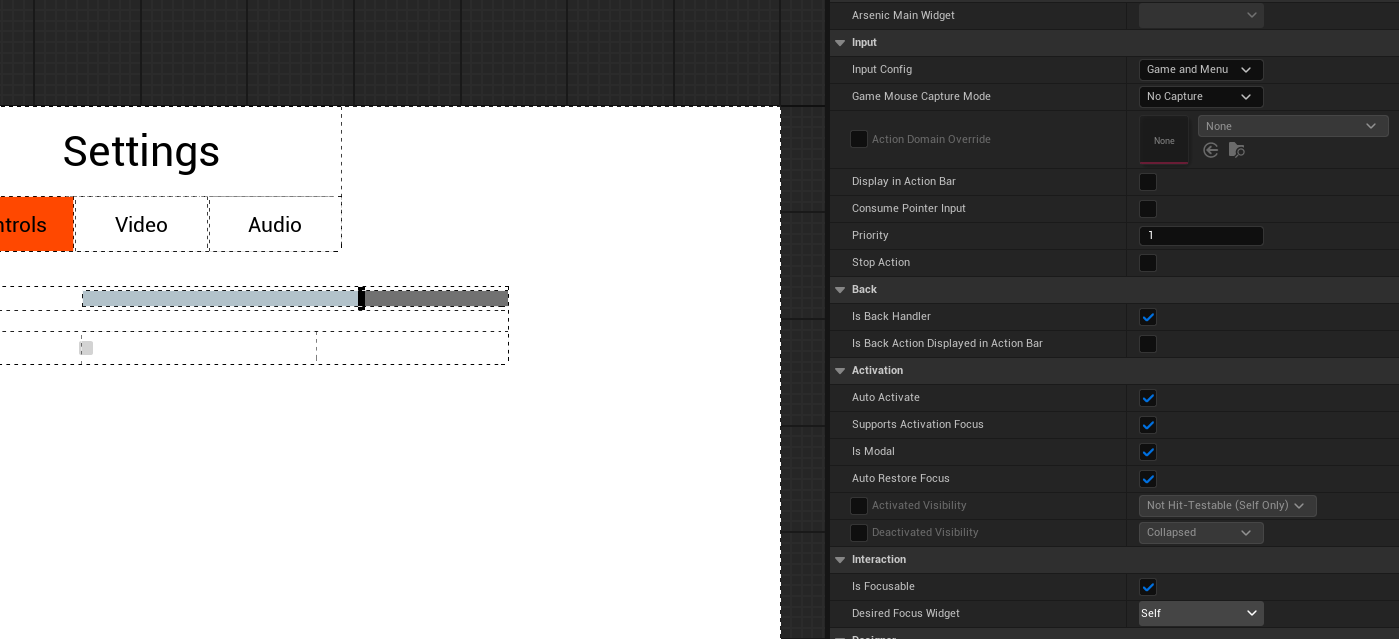 Arsenic Main Widget
Input
Input Config Game and Menu
Game Mouse Capture Mode No Capture
Action Domain Override None None
Display in Action Bar
Consume Pointer Input
Priority 1
Stop Action
Back
Is Back Handler
Is Back Action Displayed in Action Bar
Activation
Auto Activate
Supports Activation Focus
Is Modal
Auto Restore Focus
Activated Visibility Not Hit-Testable (Self Only)
Deactivated Visibility Collapsed
Interaction
Is Focusable
Desired Focus Widget Self
Settings
ntrols Video Audio